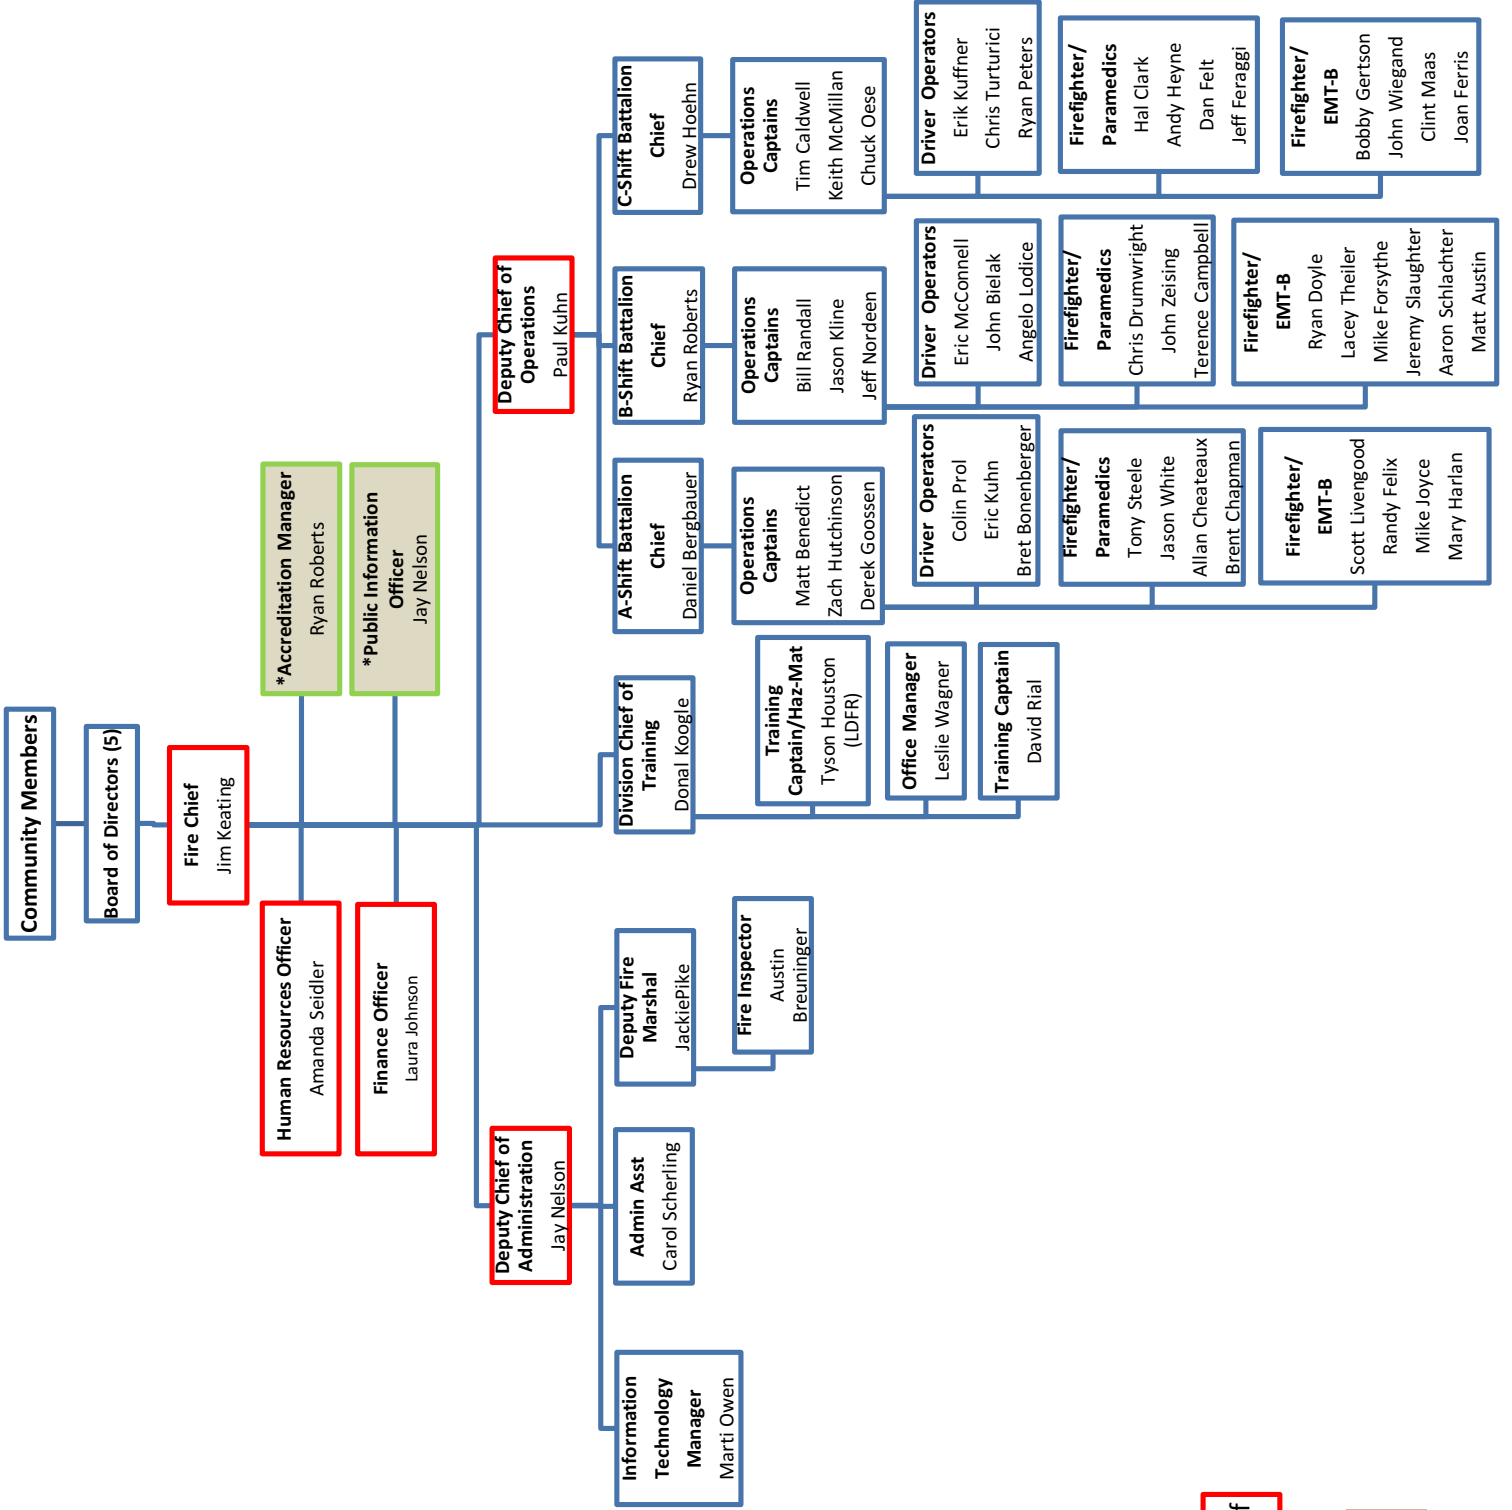 Community Members
Board of Directors (5)
Fire Chief
Jim Keating
Human Resources Officer
Amanda Seidler
*Accreditation Manager
Ryan Roberts
Finance Officer
Laura Johnson
*Public Information
Officer
Jay Nelson
Deputy Chief of
Administration
Jay Nelson
Deputy Chief of
Operations
Paul Kuhn
Information
Technology
Manager
Marti Owen
Admin Asst
Carol Scherling
Deputy Fire
Marshal
JackiePike
Fire Inspector
Austin
Breuninger
Division Chief of
Training
Donal Koogle
Training
Captain/Haz-Mat
Tyson Houston
(LDFR)
Office Manager
Leslie Wagner
Training Captain
David Rial
A-Shift Battalion
Chief
Daniel Bergbauer
Operations
Captains
Matt Benedict
Zach Hutchinson
Derek Goossen
Driver Operators
Colin Prol
Eric Kuhn
Bret Bonenberger
Firefighter/
Paramedics
Tony Steele
Jason White
Allan Cheateaux
Brent Chapman
Firefighter/
EMT-B
Scott Livengood
Randy Felix
Mike Joyce
Mary Harlan
B-Shift Battalion
Chief
Ryan Roberts
Operations
Captains
Bill Randall
Jason Kline
Jeff Nordeen
Driver Operators
Eric McConnell
John Bielak
Angelo Lodice
Firefighter/
Paramedics
Chris Drumwright
John Zeising
Terence Campbell
Firefighter/
EMT-B
Ryan Doyle
Lacey Theiler
Mike Forsythe
Jeremy Slaughter
Aaron Schlachter
Matt Austin
C-Shift Battalion
Chief
Drew Hoehn
Operations
Captains
Tim Caldwell
Keith McMillan
Chuck Oese
Driver Operators
Erik Kuffner
Chris Turturici
Ryan Peters
Firefighter/
Paramedics
Hal Clark
Andy Heyne
Dan Felt
Jeff Feraggi
Firefighter/
EMT-B
Bobby Gertson
John Wiegand
Clint Maas
Joan Ferris